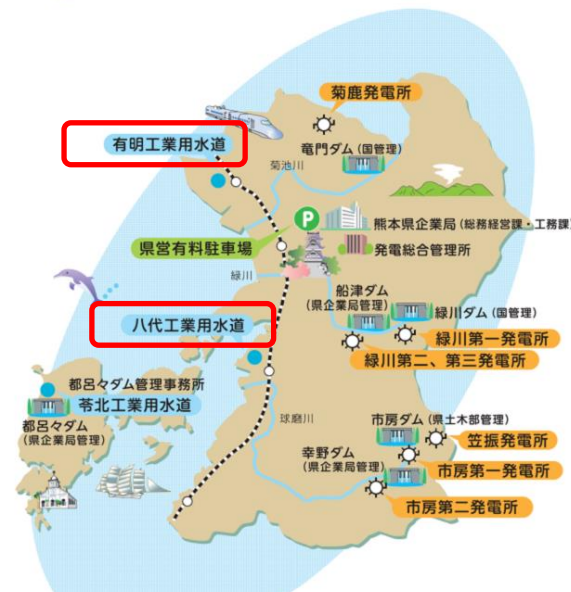 菊鹿発電所
有明工業用水道
竜門ダム(国管理)
菊池川
P
熊本県企業局(総務経営課・工務課)
県営有料駐車場
発電総合管理所
緑川
船津ダム
(県企業局管理)
緑川ダム(国管理)
緑川第一発電所
八代工業用水道
緑川第二、第三発電所
都呂々ダム管理事務所
苓北工業用水道
都呂々ダム
(県企業局管理)
球磨川
市房ダム(県土木部管理)
笠振発電所
幸野ダム
(県企業局管理)
市房第一発電所
市房第二発電所